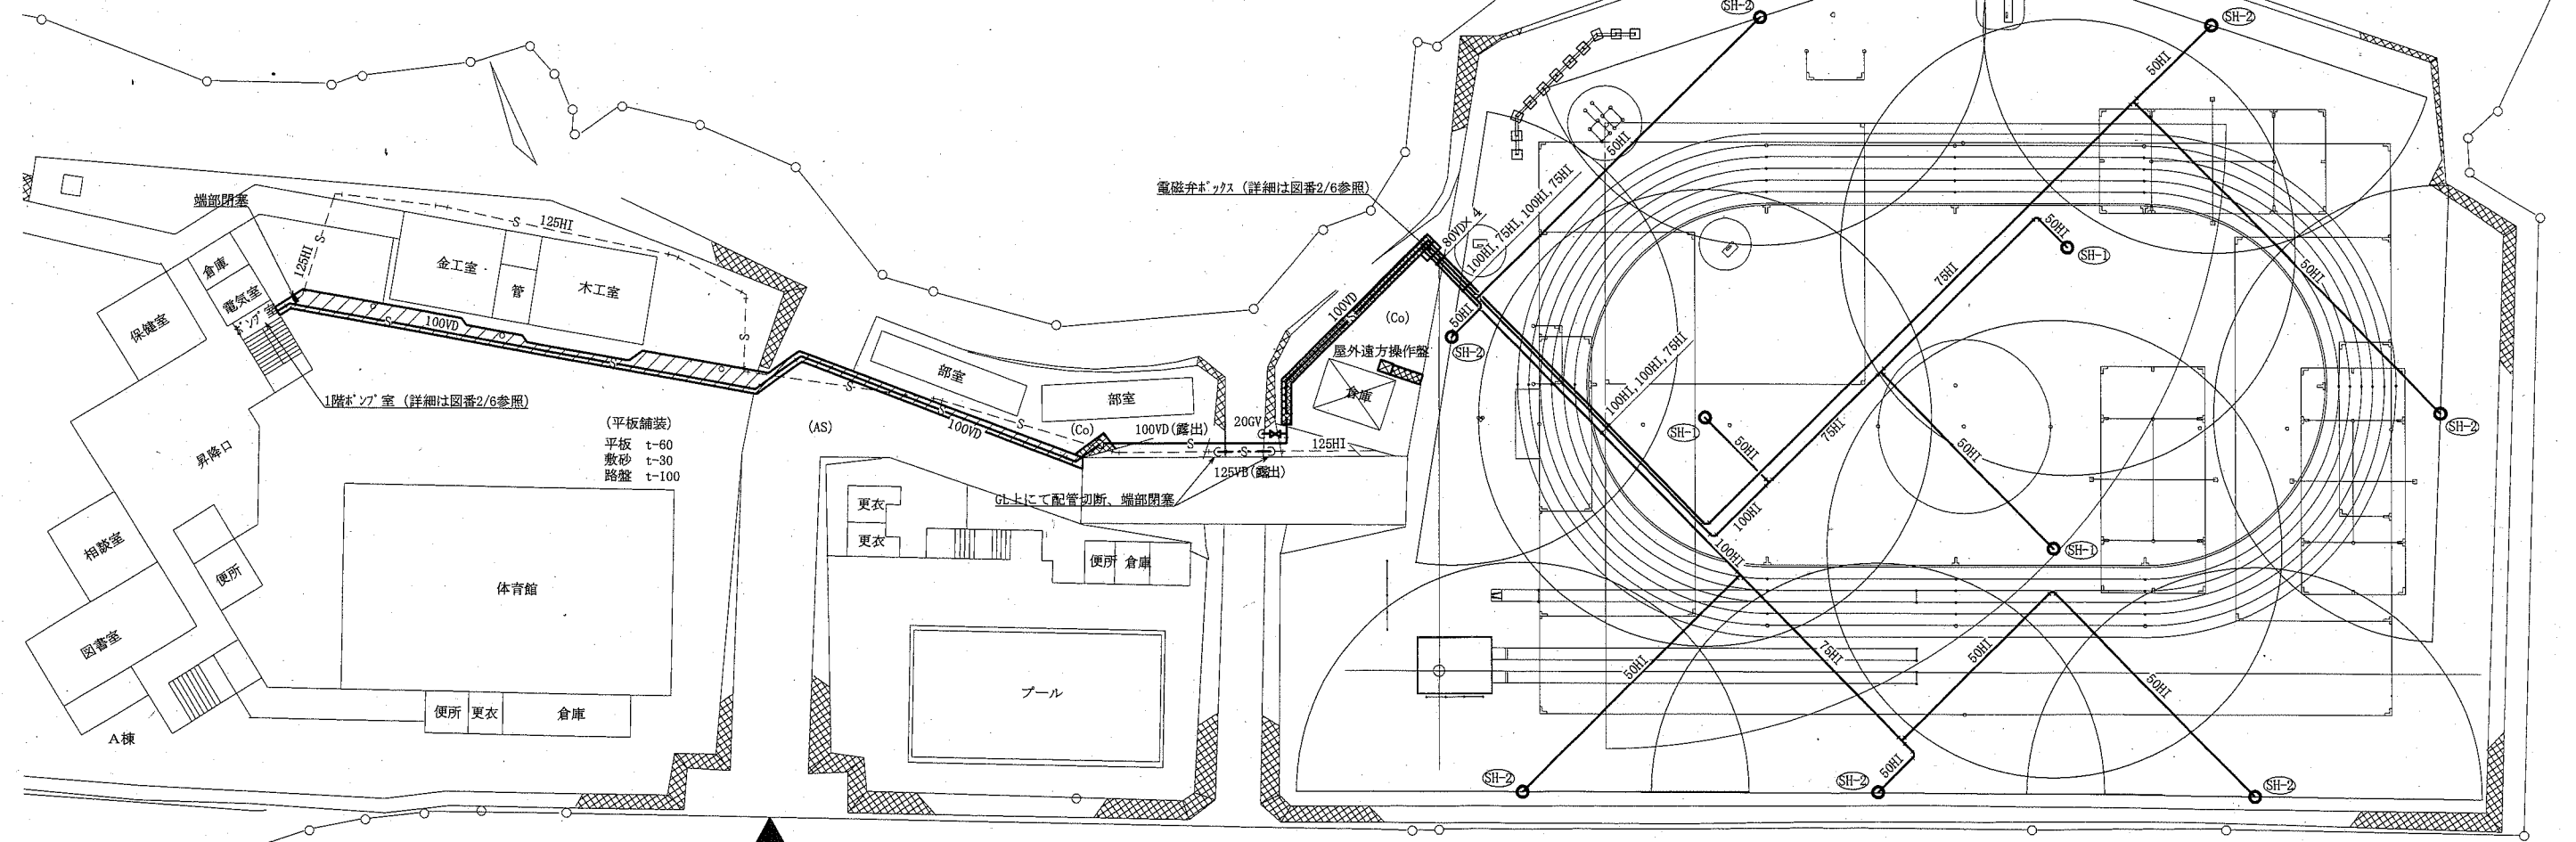 SH-2
SH-2
50HI
50HI
電磁弁ボックス (詳細は図番2/6参照)
80VD× 4
(100HI, 75HI, 100HI, 75HI
端部閉塞
S
125HI
125HI
S
倉庫
電気室
ポンプ室
保健室
金工室
管
木工室
100VD
S
S
S
1階ポンプ室 (詳細は図番2/6参照)
昇降口
(平板舗装)
平板 t-60
敷砂 t-30
路盤 t-100
(AS)
部室
部室
S
S
S
100VD
(Co)
100VD(露出)
S
20GV
S
125VB(露出)
125HI
GL上にて配管切断、端部閉塞
100VD
S
(Co)
屋外遠方操作盤
倉庫
50HI
SH-2
100HI, 100HI, 75HI
50HI
SH-1
75HI
50HI
SH-2
SH-1
50HI
75HI
100HI
50HI
SH-1
100HI
相談室
便所
図書室
A棟
体育館
便所
更衣
倉庫
更衣
更衣
便所
倉庫
プール
50HI
75HI
50HI
50HI
SH-2
SH-2
50HI
SH-2